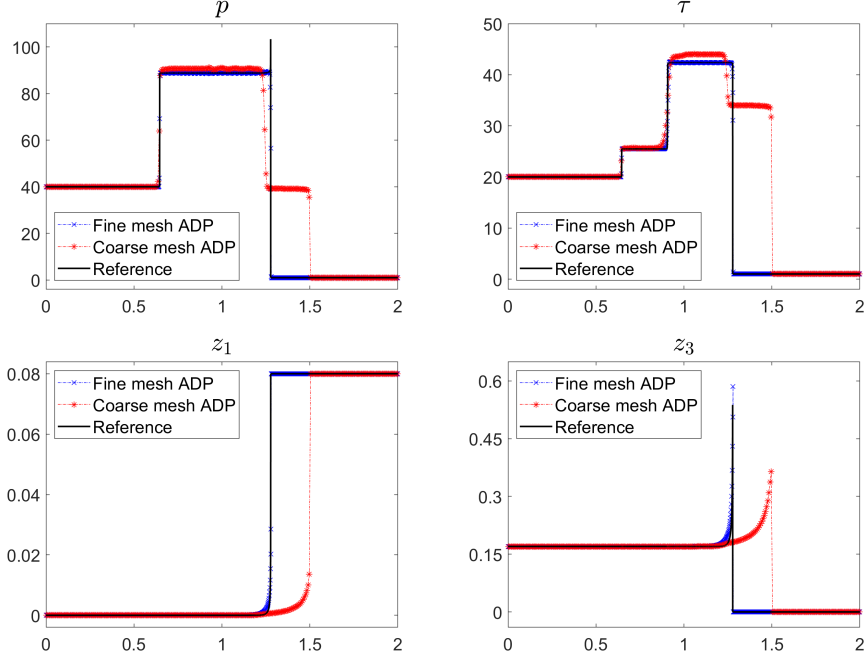 p
100
80
60
40
20
0
Fine mesh ADP
Coarse mesh ADP
Reference
0 0.5 1 1.5 2
τ
50
40
30
20
10
0
Fine mesh ADP
Coarse mesh ADP
Reference
0 0.5 1 1.5 2
z₁
0.08
0.06
0.04
0.02
0
Fine mesh ADP
Coarse mesh ADP
Reference
0 0.5 1 1.5 2
z₃
0.6
0.45
0.3
0.15
0
Fine mesh ADP
Coarse mesh ADP
Reference
0 0.5 1 1.5 2